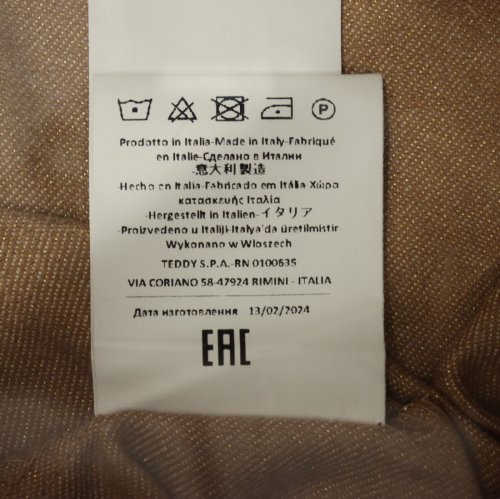 P
Prodotto in Italia-Made in Italy-Fabriqué
en Italie-Сделано в Италии
-意大利製造
-Hecho en Italia-Fabricado em Itália-Χώρα
κατασκευής Ιταλία
-Hergestellt in Italien-イタリア
-Proizvedeno u Italiji-Italya'da üretilmistir
Wykonano w Wloszech
TEDDY S.P.A.-RN 0100635
VIA CORIANO 58-47924 RIMINI - ITALIA
Дата изготовления 13/02/2024
EAC